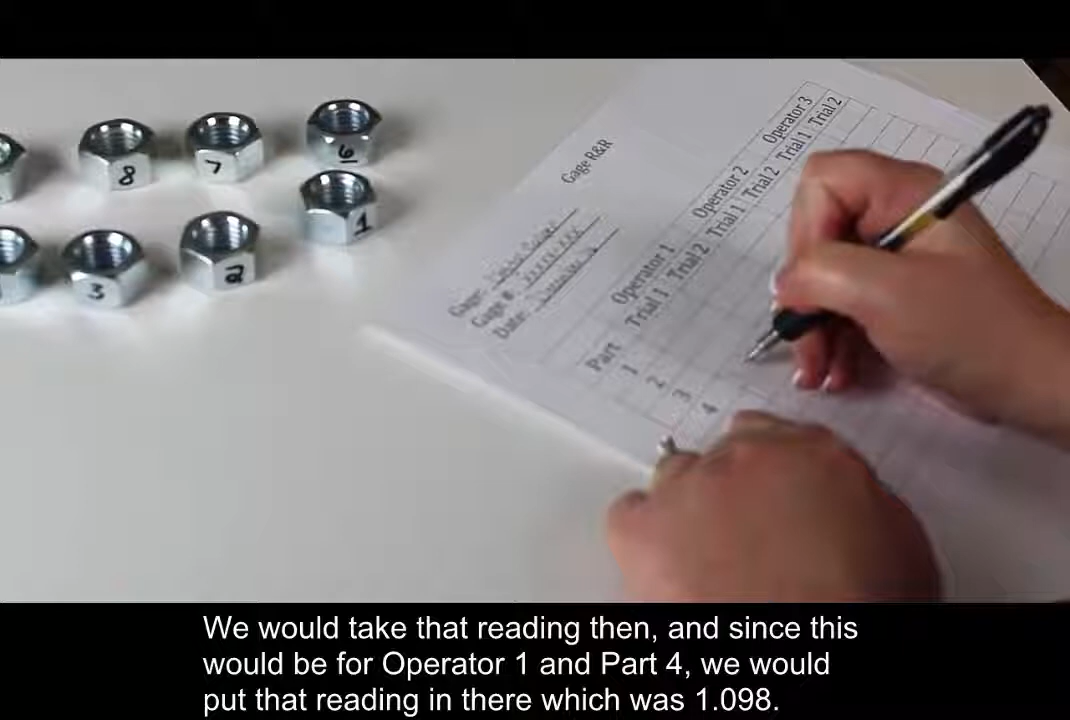 8
7
16
3
2
1
Gage R&R
Gage:
Gage #
Date:
Operator 1
Operator 2
Operator 3
Part
Trial 1
Trial 2
Trial 1
Trial 2
Trial 1
Trial 2
1
2
3
4
We would take that reading then, and since this
would be for Operator 1 and Part 4, we would
put that reading in there which was 1.098.